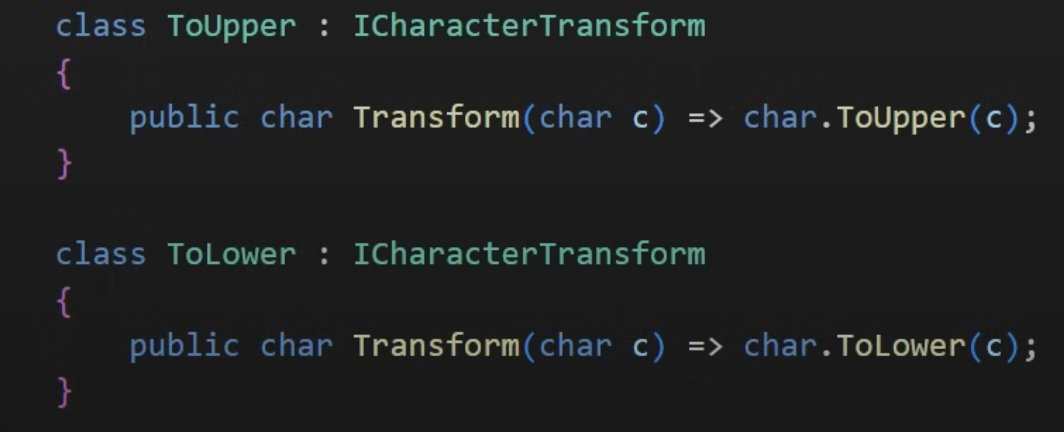 class ToUpper : ICharacterTransform
{
    public char Transform(char c) => char.ToUpper(c);
}

class ToLower : ICharacterTransform
{
    public char Transform(char c) => char.ToLower(c);
}